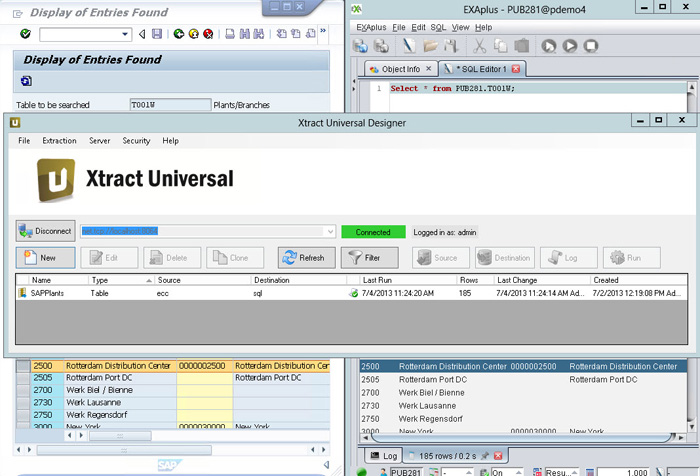 Display of Entries Found
Display of Entries Found
Table to be searched T001W Plants/Branches
EXAplus - PUB281@pdemo4
EXAplus File Edit SQL View Help
Object Info * SQL Editor 1
1 Select * from PUB281.T001W;
Xtract Universal Designer
File Extraction Server Security Help
Xtract Universal
Disconnect Connected Logged in as: admin
New Edit Delete Clone Refresh Filter Source Destination Log Run
Name Type Source Destination Last Run Rows Last Change Created
SAPPlants Table ecc sql 7/4/2013 11:24:20 AM 185 7/4/2013 11:24:14 AM Ad... 7/2/2013 12:19:08 PM Ad...
2500 Rotterdam Distribution Center 0000002500 Rotterdam Distribution Cen
2505 Rotterdam Port DC Rotterdam Port DC
2700 Werk Biel / Bienne
2730 Werk Lausanne
2750 Werk Regensdorf
3000 New York 0000030000 New York
SAP
2500 Rotterdam Distribution Center 0000002500 Rotterdam Distribution Center
2505 Rotterdam Port DC Rotterdam Port DC
2700 Werk Biel / Bienne
2730 Werk Lausanne
2750 Werk Regensdorf
3000 New York 0000030000 New York
Log 185 rows / 0.2 s
PUB281 - On Resu... 1.000